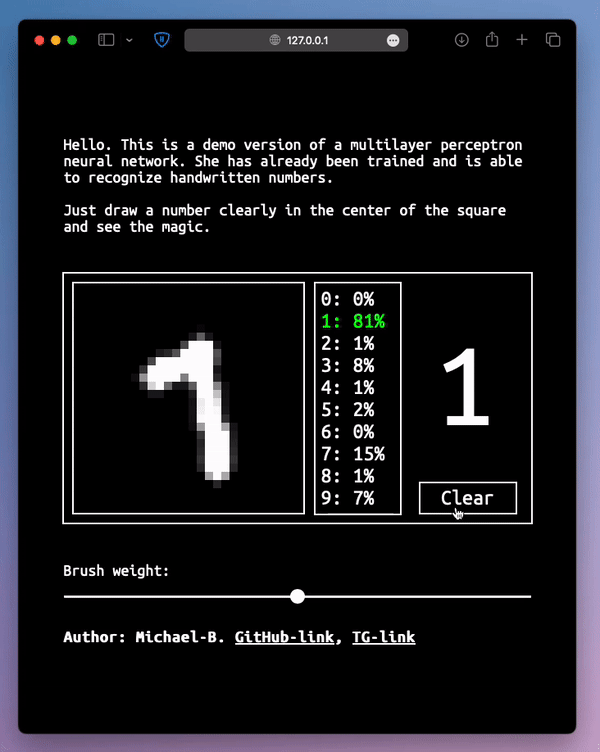 127.0.0.1
Hello. This is a demo version of a multilayer perceptron
neural network. She has already been trained and is able
to recognize handwritten numbers.
Just draw a number clearly in the center of the square
and see the magic.
1
0: 0%
1: 81%
2: 1%
3: 8%
4: 1%
5: 2%
6: 0%
7: 15%
8: 1%
9: 7%
1
Clear
Brush weight:
Author: Michael-B. GitHub-link, TG-link